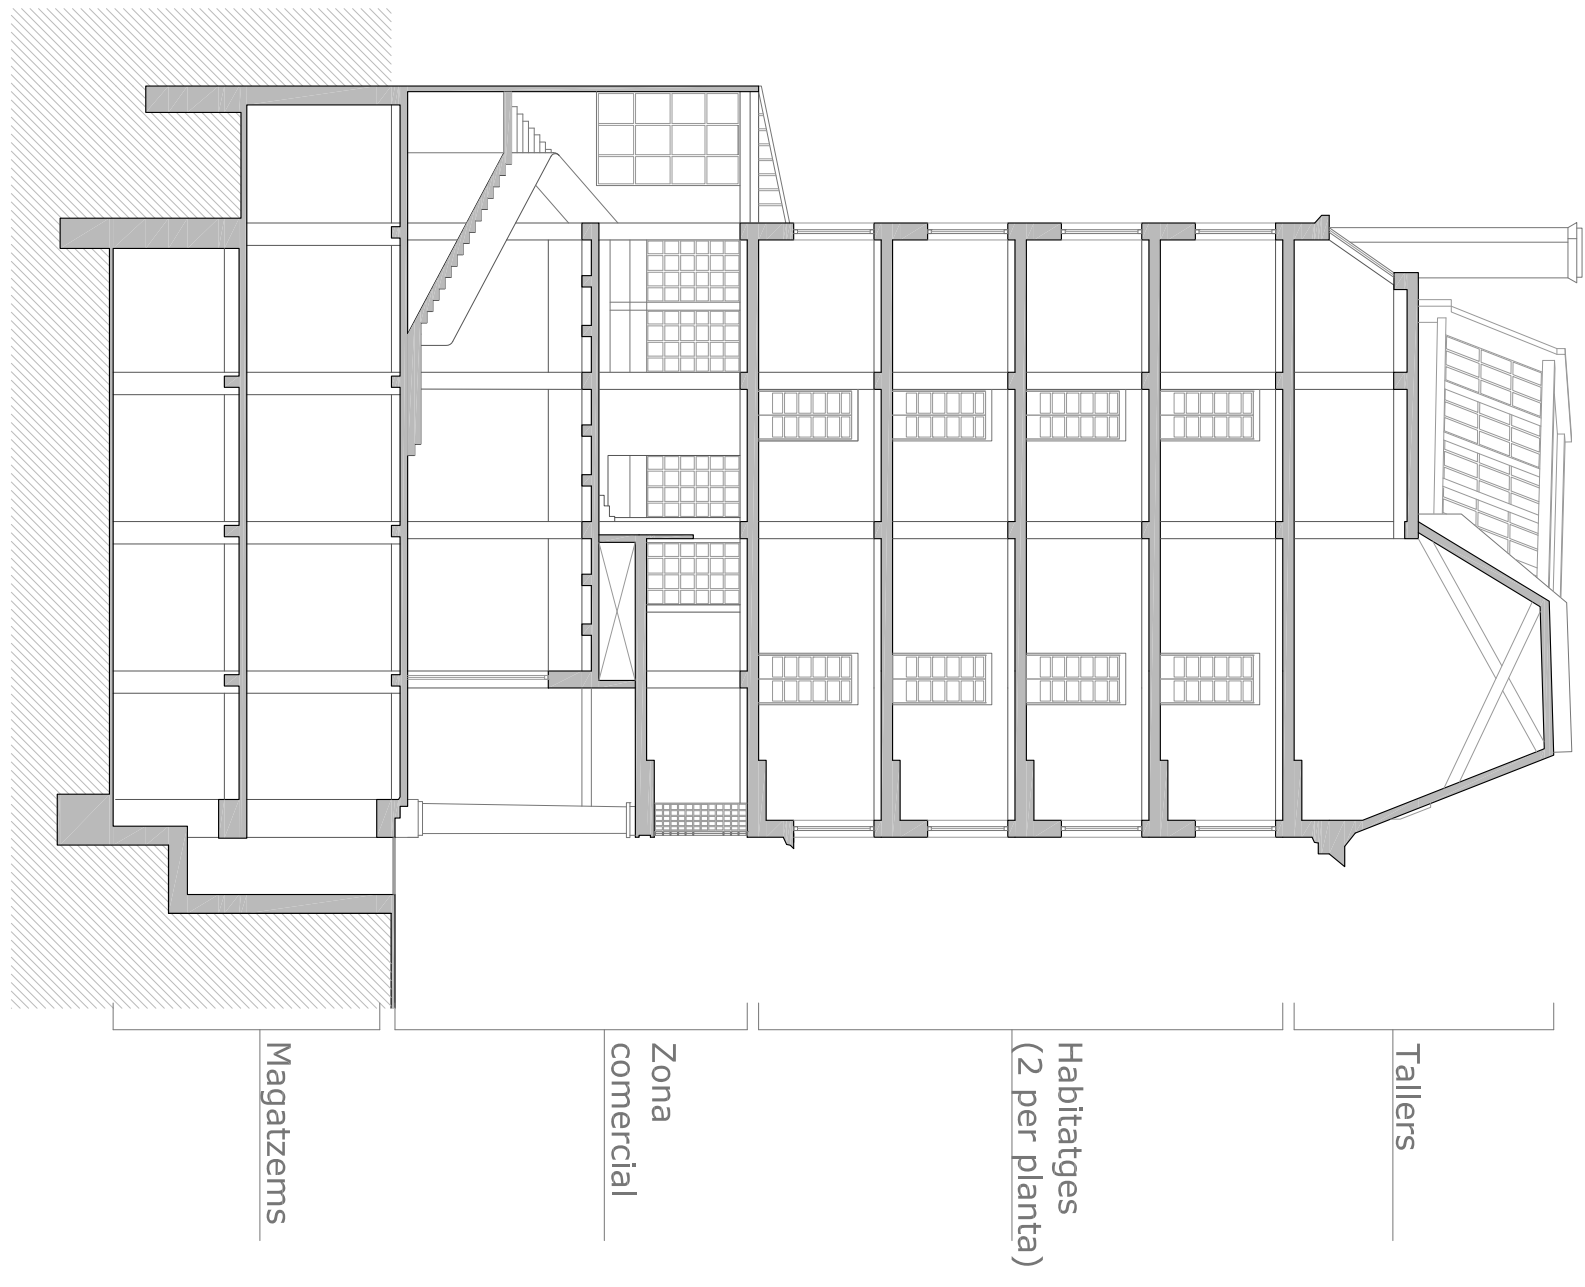 Tallers
Habitatges
(2 per planta)
Zona
comercial
Magatzems